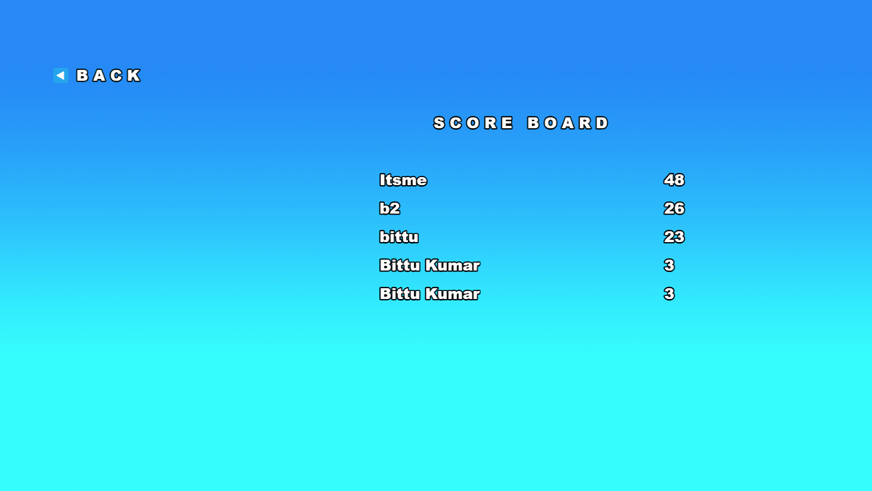 BACK
SCORE BOARD
Itsme 48
b2 26
bittu 23
Bittu Kumar 3
Bittu Kumar 3